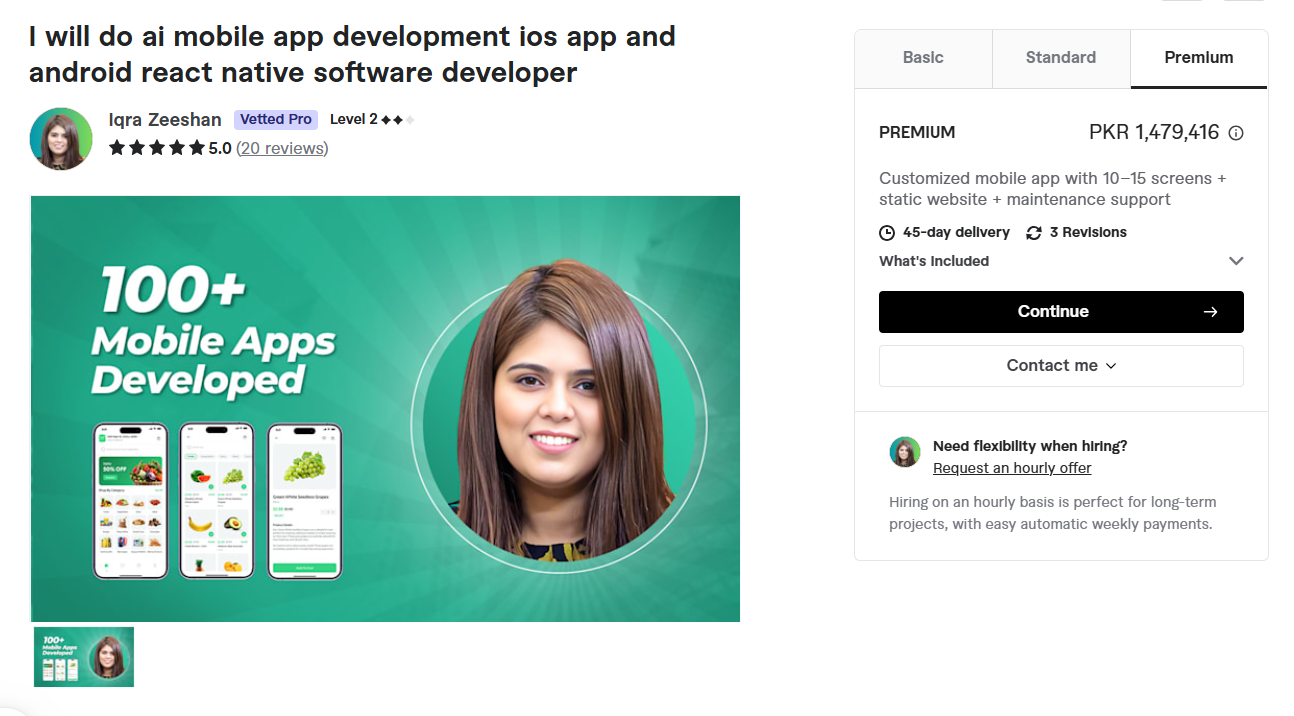 I will do ai mobile app development ios app and
android react native software developer
Iqra Zeeshan Vetted Pro Level 2
5.0 (20 reviews)
100+
Mobile Apps
Developed
50% OFF
Green White Seedless Grapes
100+
Mobile Apps
Developed
Basic Standard Premium
PREMIUM PKR 1,479,416
Customized mobile app with 10–15 screens +
static website + maintenance support
45-day delivery 3 Revisions
What's Included
Continue
Contact me
Need flexibility when hiring?
Request an hourly offer
Hiring on an hourly basis is perfect for long-term
projects, with easy automatic weekly payments.